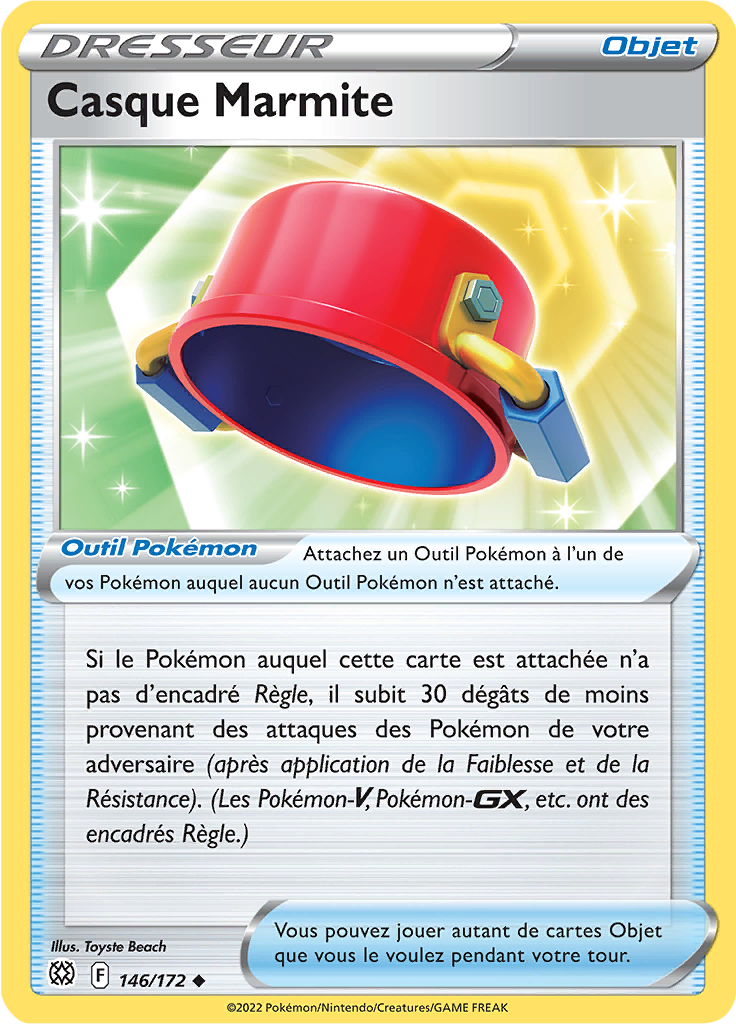 DRESSEUR
Objet
Casque Marmite
Outil Pokémon Attachez un Outil Pokémon à l'un de
vos Pokémon auquel aucun Outil Pokémon n'est attaché.
Si le Pokémon auquel cette carte est attachée n'a
pas d'encadré Règle, il subit 30 dégâts de moins
provenant des attaques des Pokémon de votre
adversaire (après application de la Faiblesse et de la
Résistance). (Les Pokémon-V, Pokémon-GX, etc. ont des
encadrés Règle.)
Vous pouvez jouer autant de cartes Objet
que vous le voulez pendant votre tour.
Illus. Toyste Beach
F 146/172 ◆
©2022 Pokémon/Nintendo/Creatures/GAME FREAK